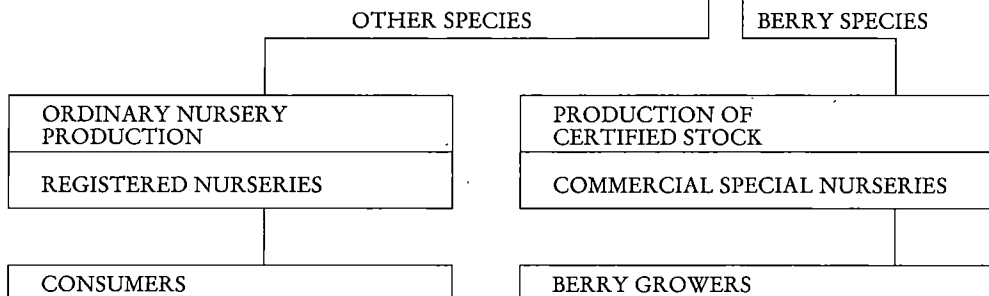 OTHER SPECIES
BERRY SPECIES
ORDINARY NURSERY
PRODUCTION
REGISTERED NURSERIES
CONSUMERS
PRODUCTION OF
CERTIFIED STOCK
COMMERCIAL SPECIAL NURSERIES
BERRY GROWERS